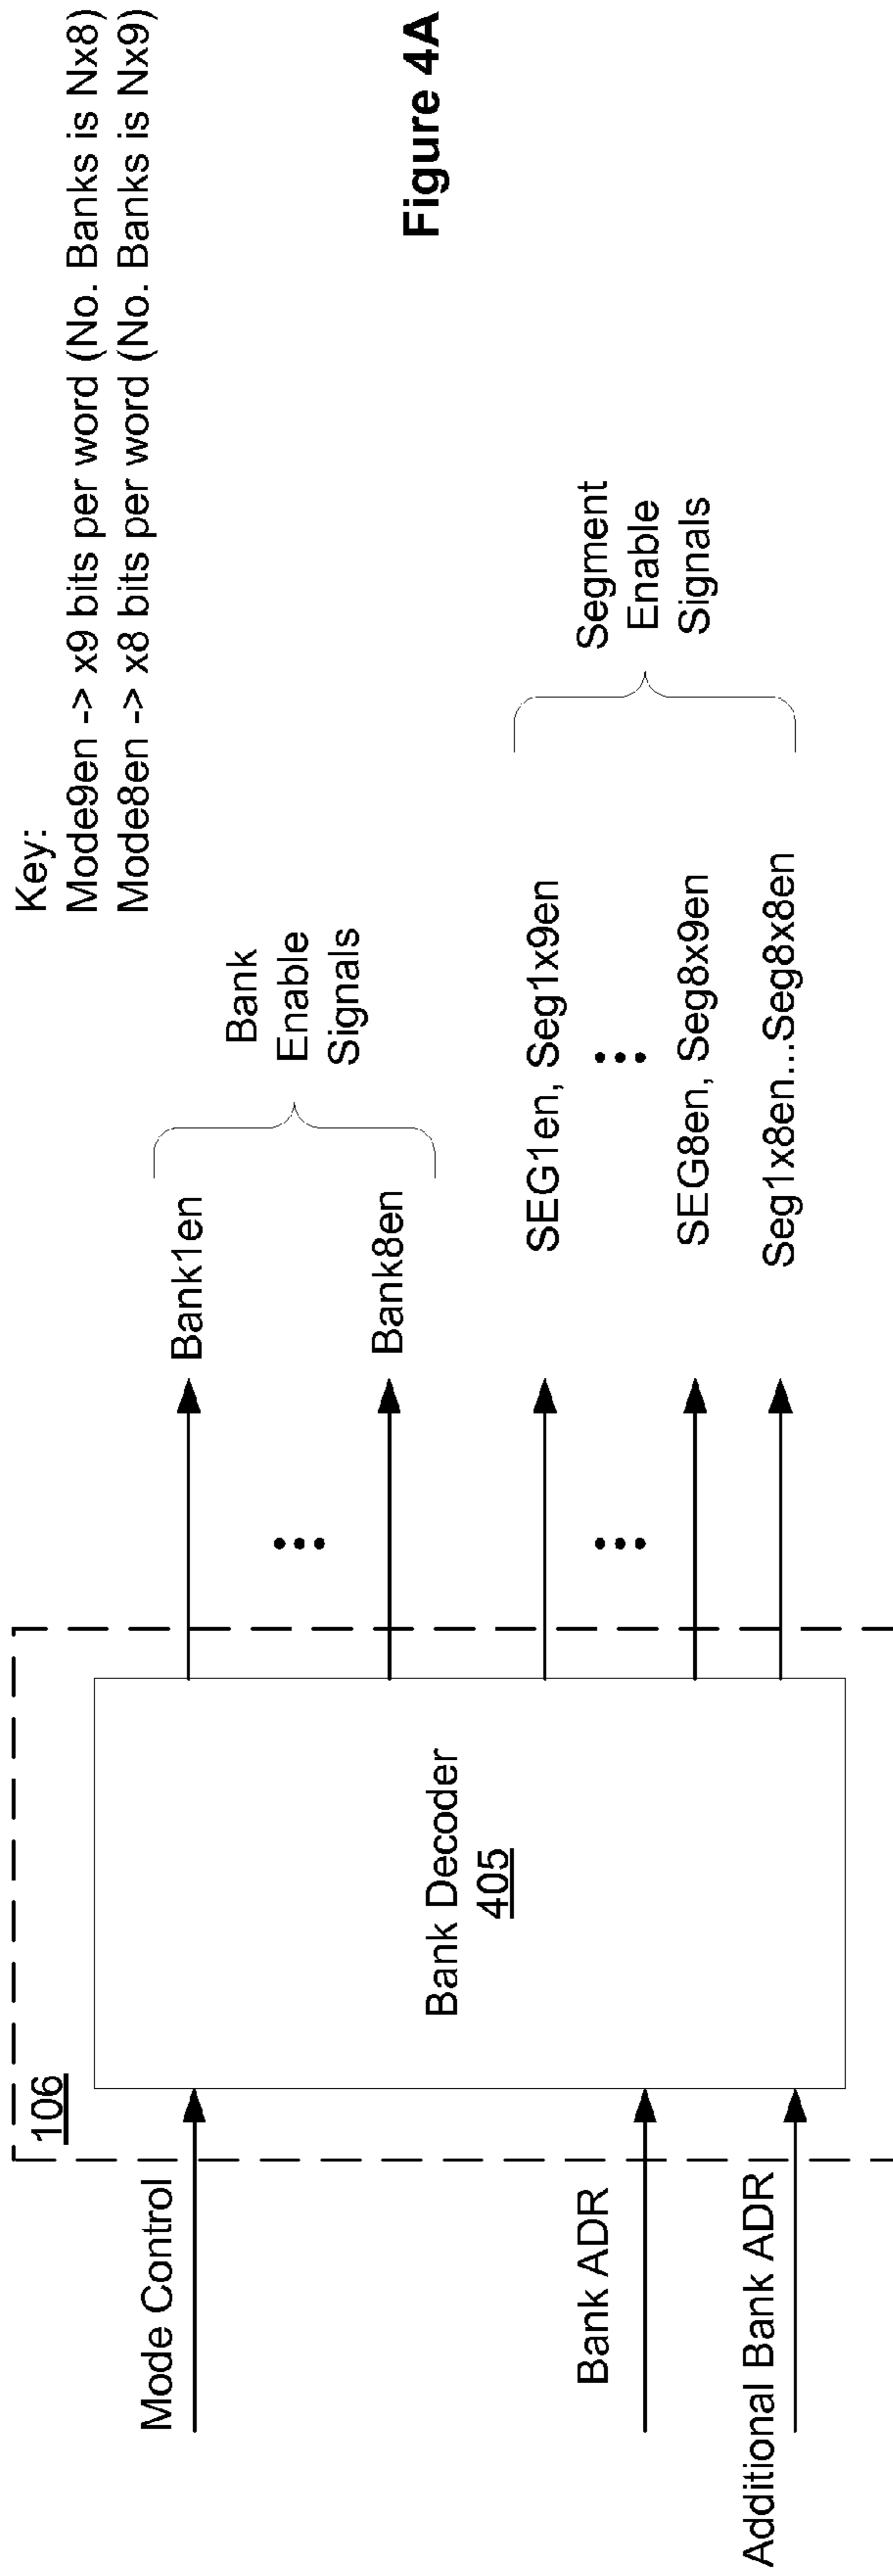 Key:
Mode9en -> x9 bits per word (No. Banks is Nx8)
Mode8en -> x8 bits per word (No. Banks is Nx9)
106
Mode Control
Bank ADR
Additional Bank ADR
Bank Decoder
405
Bank1en
Bank8en
Bank
Enable
Signals
SEG1en, Seg1x9en
SEG8en, Seg8x9en
Seg1x8en...Seg8x8en
Segment
Enable
Signals
Figure 4A